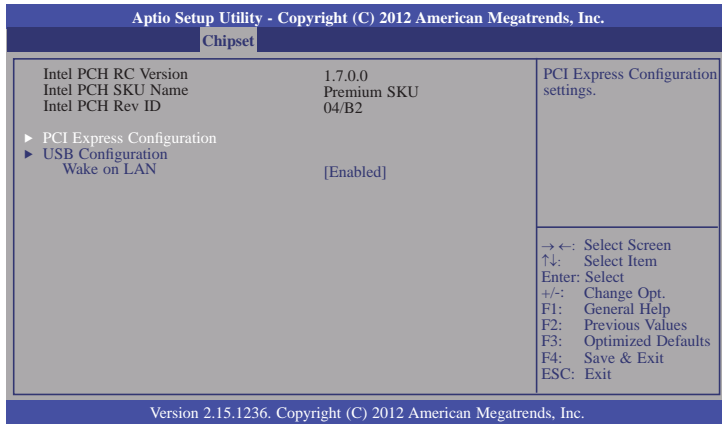 Aptio Setup Utility - Copyright (C) 2012 American Megatrends, Inc.
Chipset
Intel PCH RC Version 1.7.0.0
Intel PCH SKU Name Premium SKU
Intel PCH Rev ID 04/B2
► PCI Express Configuration
► USB Configuration
Wake on LAN [Enabled]
PCI Express Configuration
settings.
→←: Select Screen
↑↓: Select Item
Enter: Select
+/-: Change Opt.
F1: General Help
F2: Previous Values
F3: Optimized Defaults
F4: Save & Exit
ESC: Exit
Version 2.15.1236. Copyright (C) 2012 American Megatrends, Inc.